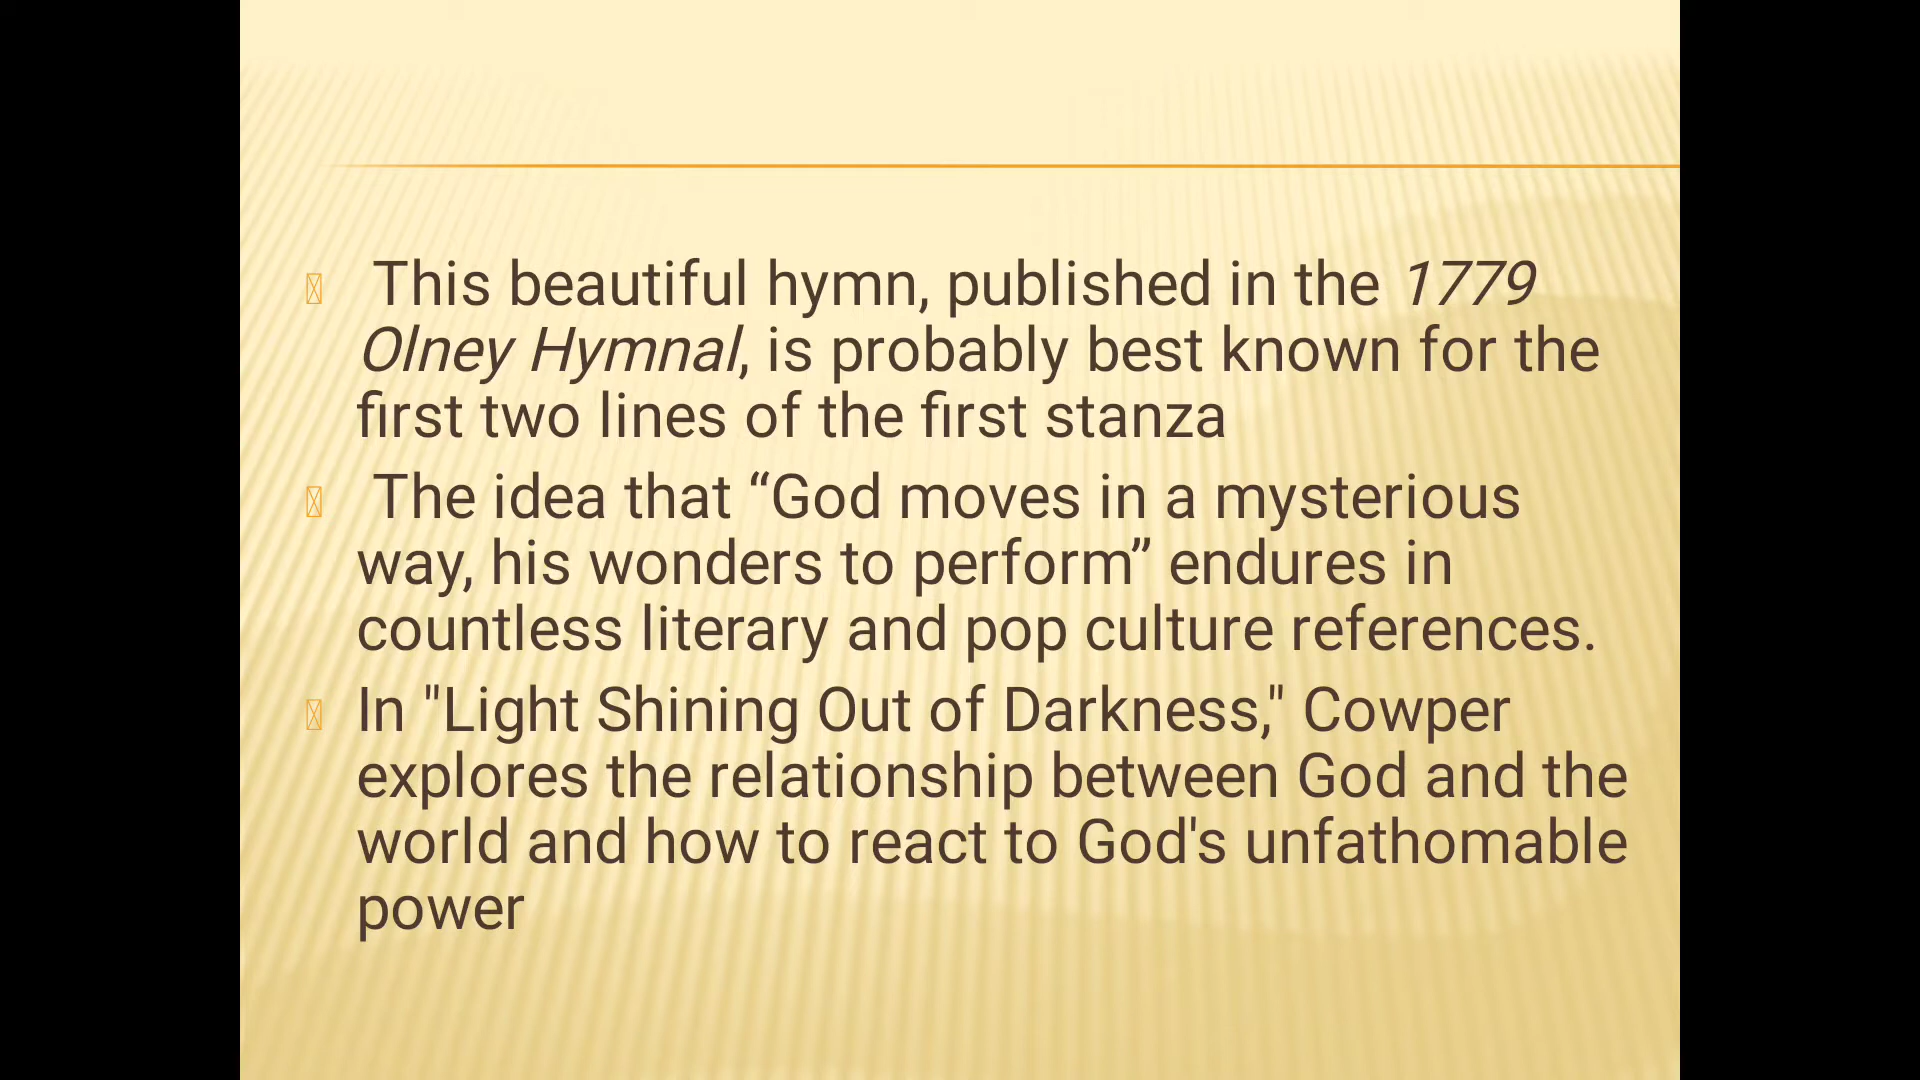 This beautiful hymn, published in the 1779
Olney Hymnal, is probably best known for the
first two lines of the first stanza
The idea that “God moves in a mysterious
way, his wonders to perform” endures in
countless literary and pop culture references.
In "Light Shining Out of Darkness," Cowper
explores the relationship between God and the
world and how to react to God's unfathomable
power